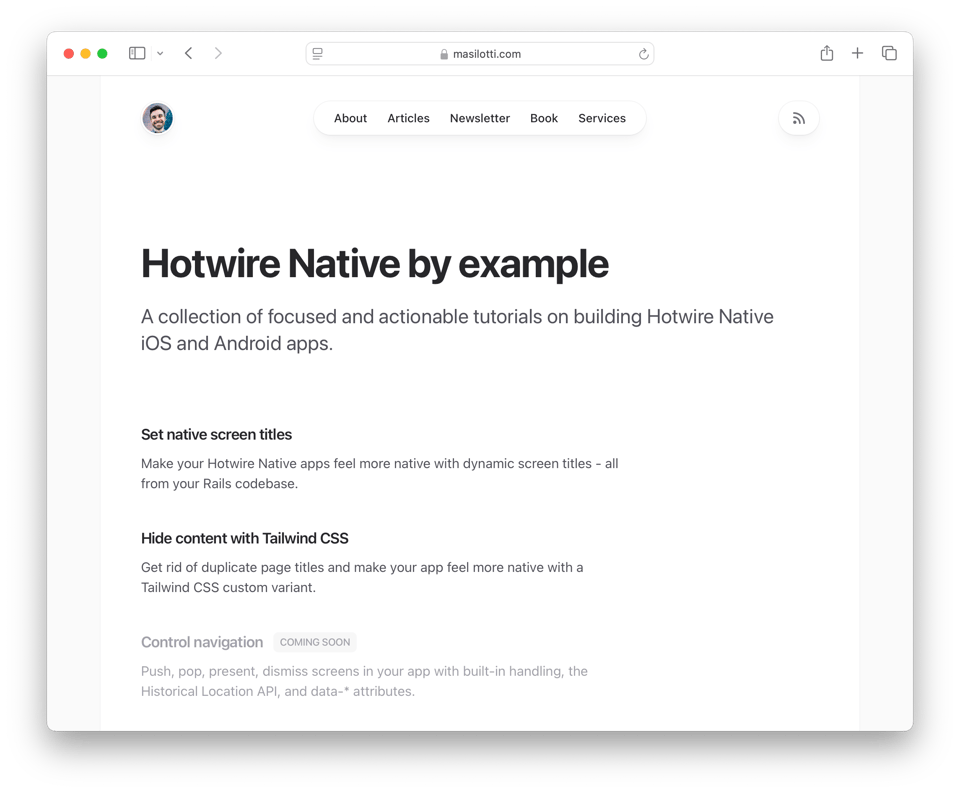 masilotti.com
About Articles Newsletter Book Services
Hotwire Native by example
A collection of focused and actionable tutorials on building Hotwire Native
iOS and Android apps.
Set native screen titles
Make your Hotwire Native apps feel more native with dynamic screen titles - all
from your Rails codebase.
Hide content with Tailwind CSS
Get rid of duplicate page titles and make your app feel more native with a
Tailwind CSS custom variant.
Control navigation COMING SOON
Push, pop, present, dismiss screens in your app with built-in handling, the
Historical Location API, and data-* attributes.